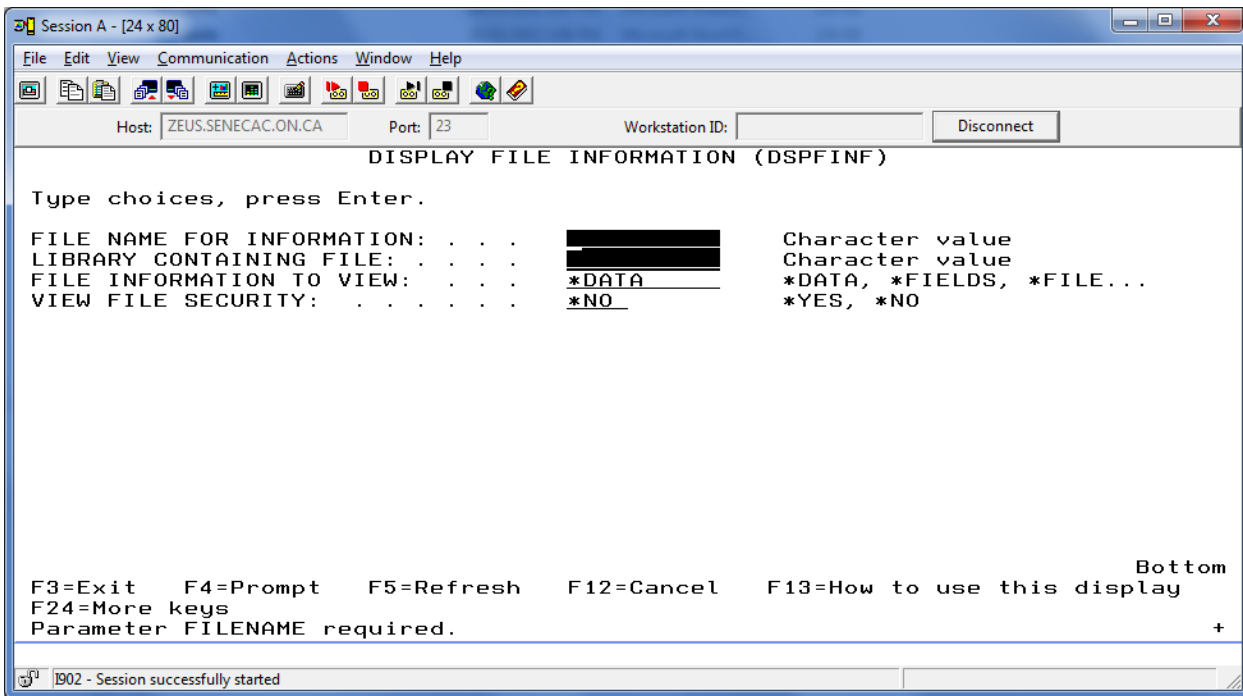 Session A - [24 x 80]
File Edit View Communication Actions Window Help
Host: ZEUS.SENECAC.ON.CA Port: 23 Workstation ID: Disconnect
DISPLAY FILE INFORMATION (DSPFINF)
Type choices, press Enter.
FILE NAME FOR INFORMATION: . . . Character value
LIBRARY CONTAINING FILE: . . . . Character value
FILE INFORMATION TO VIEW: . . . *DATA *DATA, *FIELDS, *FILE...
VIEW FILE SECURITY: . . . . . . *NO *YES, *NO
Bottom
F3=Exit F4=Prompt F5=Refresh F12=Cancel F13=How to use this display
F24=More keys
Parameter FILENAME required. +
I902 - Session successfully started